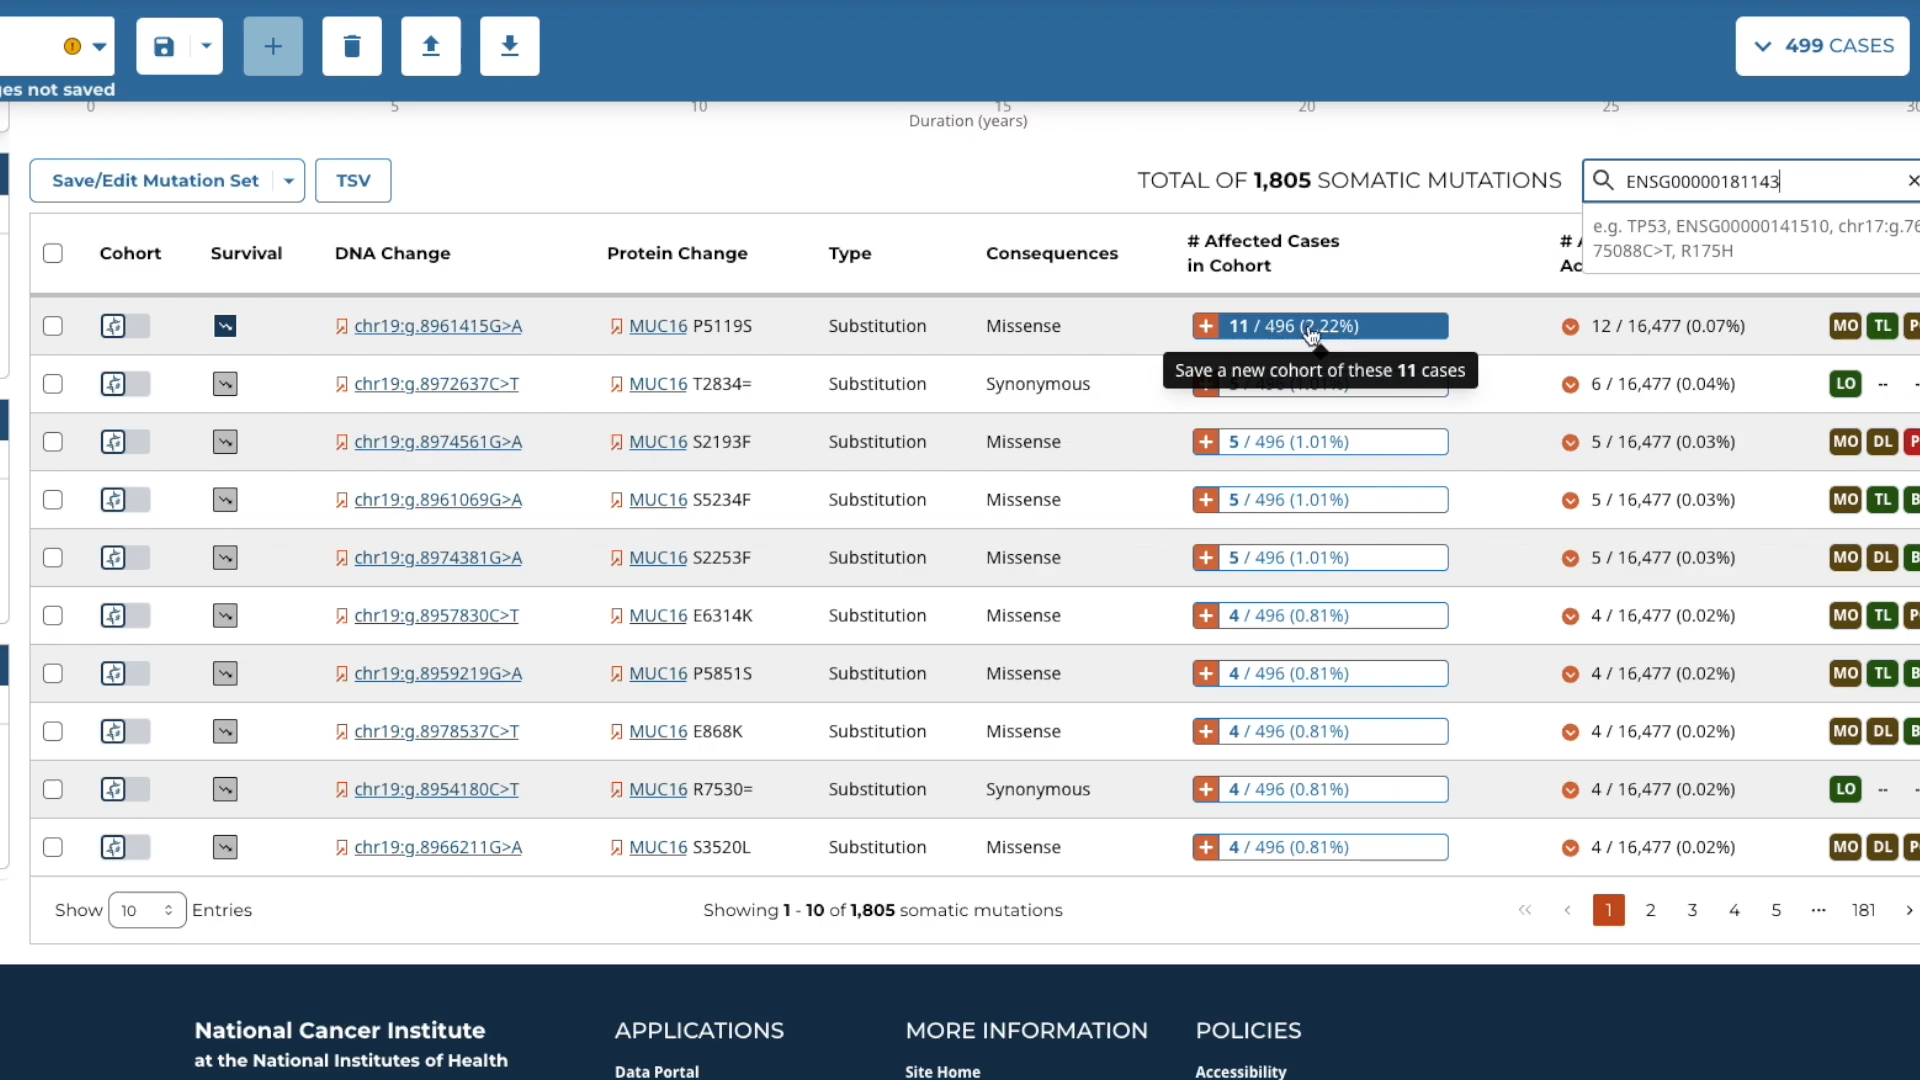 499 CASES
ges not saved
0 5 10 15 20 25 30
Duration (years)
Save/Edit Mutation Set TSV TOTAL OF 1,805 SOMATIC MUTATIONS ENSG00000181143
e.g. TP53, ENSG00000141510, chr17:g.76
75088C>T, R175H
Cohort Survival DNA Change Protein Change Type Consequences # Affected Cases
in Cohort
chr19:g.8961415G>A MUC16 P5119S Substitution Missense 11 / 496 (2.22%) 12 / 16,477 (0.07%) MO TL
Save a new cohort of these 11 cases
chr19:g.8972637C>T MUC16 T2834= Substitution Synonymous 5 / 496 (1.01%) 6 / 16,477 (0.04%) LO -- -
chr19:g.8974561G>A MUC16 S2193F Substitution Missense 5 / 496 (1.01%) 5 / 16,477 (0.03%) MO DL
chr19:g.8961069G>A MUC16 S5234F Substitution Missense 5 / 496 (1.01%) 5 / 16,477 (0.03%) MO TL
chr19:g.8974381G>A MUC16 S2253F Substitution Missense 5 / 496 (1.01%) 5 / 16,477 (0.03%) MO DL
chr19:g.8957830C>T MUC16 E6314K Substitution Missense 4 / 496 (0.81%) 4 / 16,477 (0.02%) MO TL
chr19:g.8959219G>A MUC16 P5851S Substitution Missense 4 / 496 (0.81%) 4 / 16,477 (0.02%) MO TL
chr19:g.8978537C>T MUC16 E868K Substitution Missense 4 / 496 (0.81%) 4 / 16,477 (0.02%) MO DL
chr19:g.8954180C>T MUC16 R7530= Substitution Synonymous 4 / 496 (0.81%) 4 / 16,477 (0.02%) LO -- -
chr19:g.8966211G>A MUC16 S3520L Substitution Missense 4 / 496 (0.81%) 4 / 16,477 (0.02%) MO DL
Show 10 Entries Showing 1 - 10 of 1,805 somatic mutations 1 2 3 4 5 ... 181
National Cancer Institute APPLICATIONS MORE INFORMATION POLICIES
at the National Institutes of Health Data Portal Site Home Accessibility